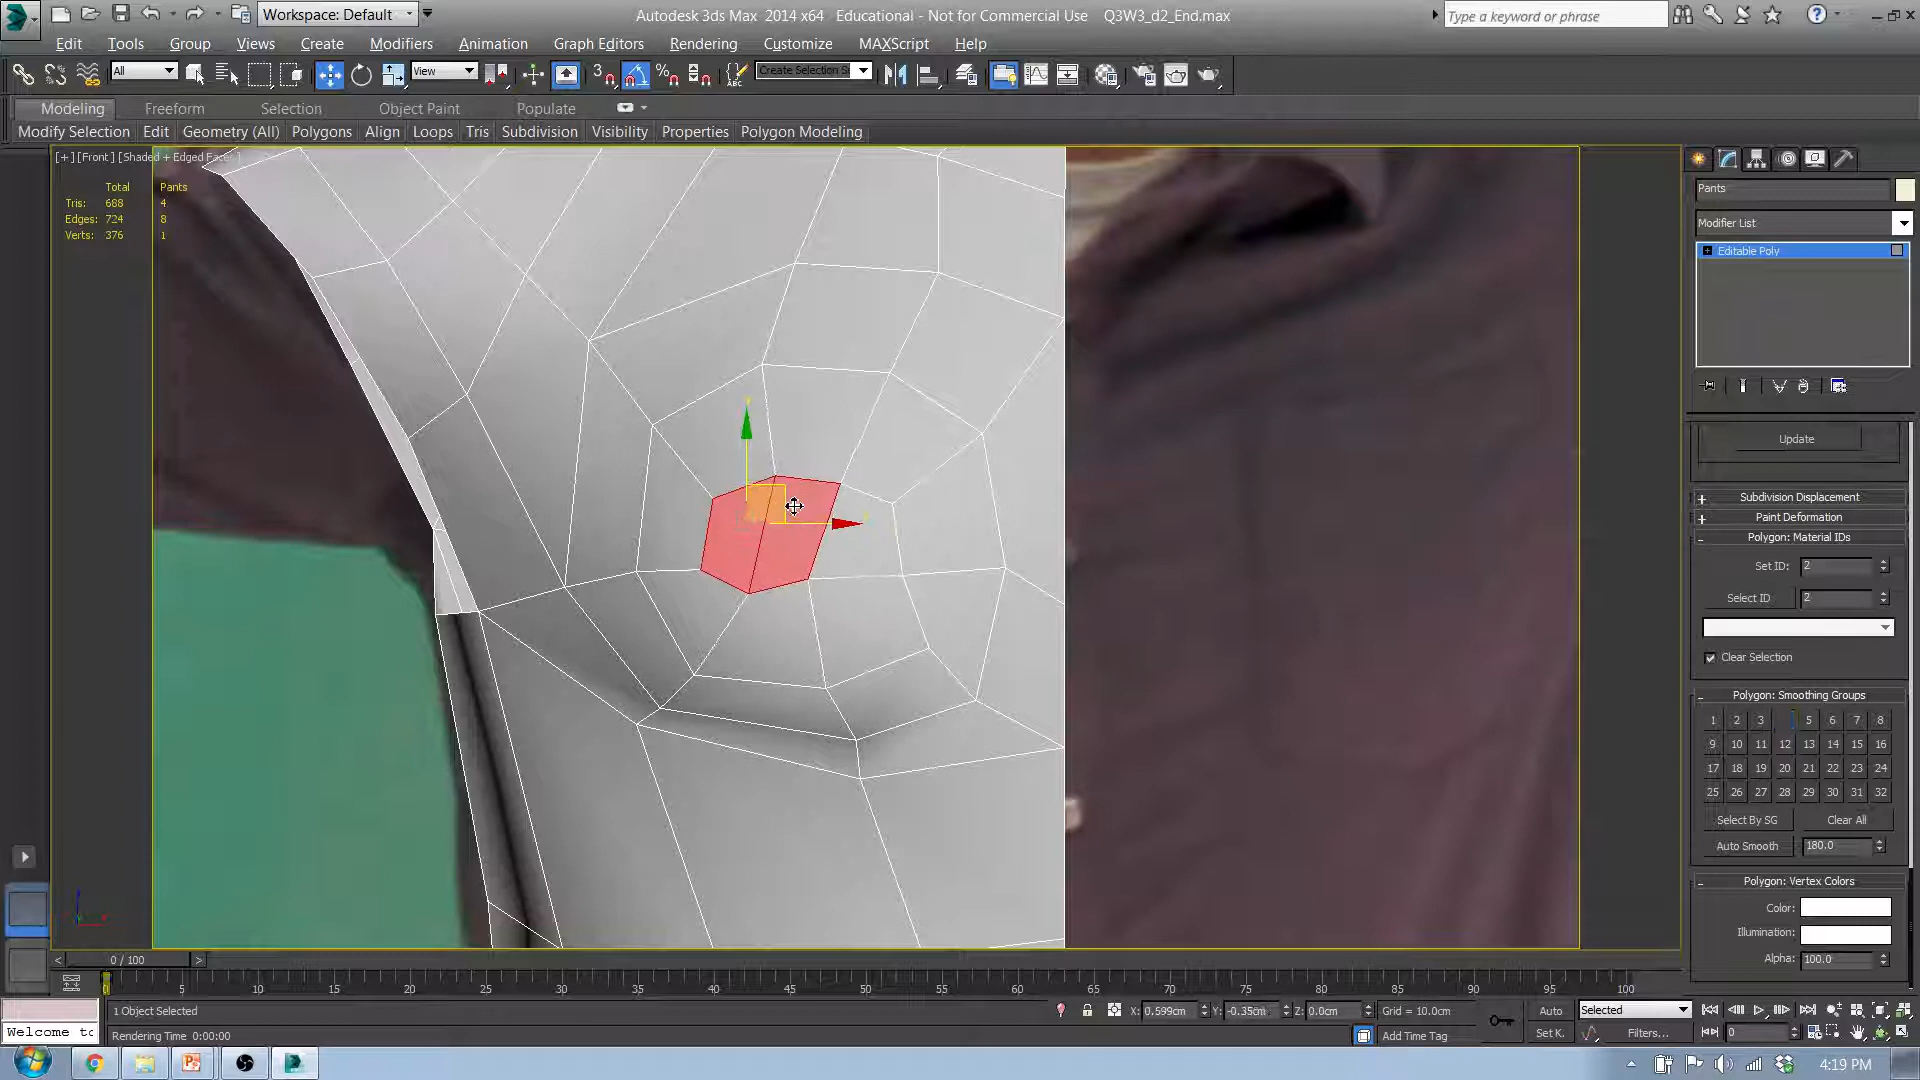 Workspace: Default
Autodesk 3ds Max 2014 x64 Educational - Not for Commercial Use Q3W3_d2_End.max
Type a keyword or phrase
Edit Tools Group Views Create Modifiers Animation Graph Editors Rendering Customize MAXScript Help
All
View
3
Create Selection S
Modeling Freeform Selection Object Paint Populate
Modify Selection Edit Geometry (All) Polygons Align Loops Tris Subdivision Visibility Properties Polygon Modeling
[+] [Front] [Shaded + Edged Faces]
Total Pants
Tris: 688 4
Edges: 724 8
Verts: 376 1
Pants
Modifier List
Editable Poly
Update
+ Subdivision Displacement
+ Paint Deformation
- Polygon: Material IDs
Set ID: 2
Select ID 2
Clear Selection
- Polygon: Smoothing Groups
1 2 3 5 6 7 8
9 10 11 12 13 14 15 16
17 18 19 20 21 22 23 24
25 26 27 28 29 30 31 32
Select By SG Clear All
Auto Smooth 180.0
- Polygon: Vertex Colors
Color:
Illumination:
Alpha: 100.0
< 0 / 100 >
0 5 10 15 20 25 30 35 40 45 50 55 60 65 70 75 80 85 90 95 100
1 Object Selected
X: 0.599cm Y: -0.35cm Z: 0.0cm Grid = 10.0cm
Auto Selected
Welcome to
Rendering Time 0:00:00
Add Time Tag
Set K. Filters... 0
4:19 PM